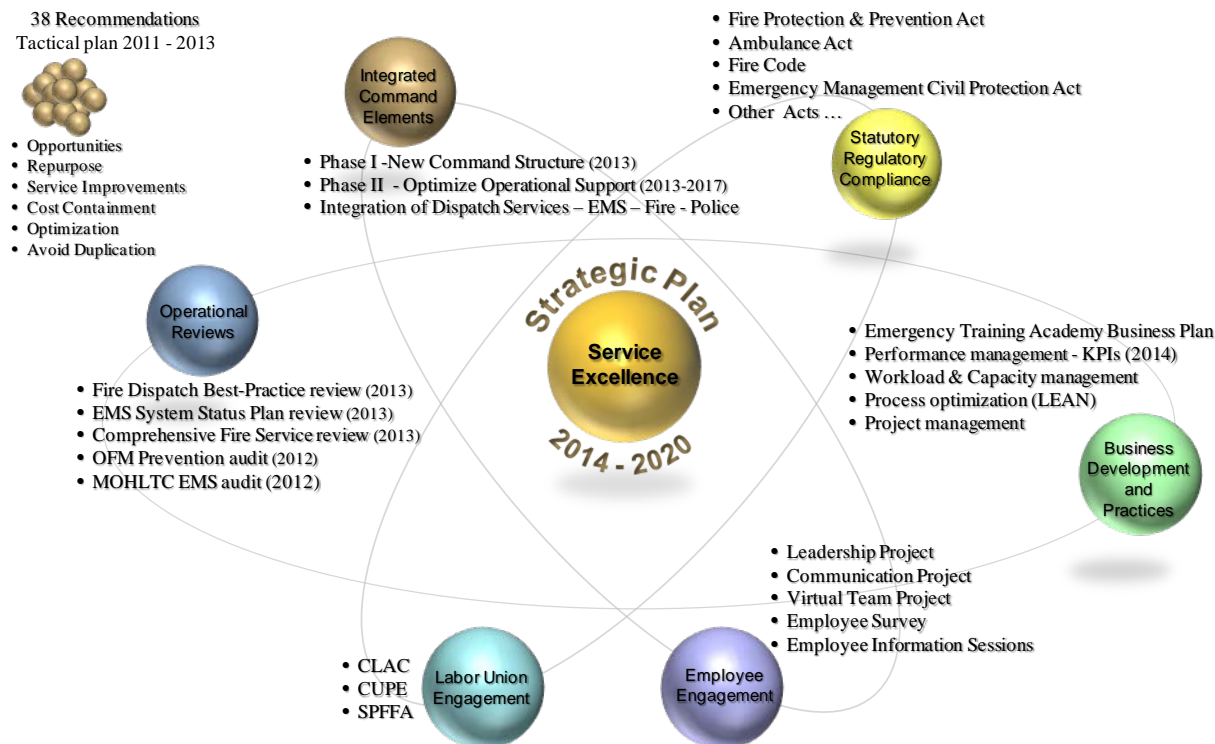 38 Recommendations
Tactical plan 2011 - 2013
• Opportunities
• Repurpose
• Service Improvements
• Cost Containment
• Optimization
• Avoid Duplication
Integrated
Command
Elements
• Phase I -New Command Structure (2013)
• Phase II - Optimize Operational Support (2013-2017)
• Integration of Dispatch Services – EMS – Fire - Police
• Fire Protection & Prevention Act
• Ambulance Act
• Fire Code
• Emergency Management Civil Protection Act
• Other Acts …
Statutory
Regulatory
Compliance
Operational
Reviews
• Fire Dispatch Best-Practice review (2013)
• EMS System Status Plan review (2013)
• Comprehensive Fire Service review (2013)
• OFM Prevention audit (2012)
• MOHLTC EMS audit (2012)
Strategic Plan
Service
Excellence
2014 - 2020
• Emergency Training Academy Business Plan
• Performance management - KPIs (2014)
• Workload & Capacity management
• Process optimization (LEAN)
• Project management
Business
Development
and
Practices
• CLAC
• CUPE
• SPFFA
Labor Union
Engagement
• Leadership Project
• Communication Project
• Virtual Team Project
• Employee Survey
• Employee Information Sessions
Employee
Engagement